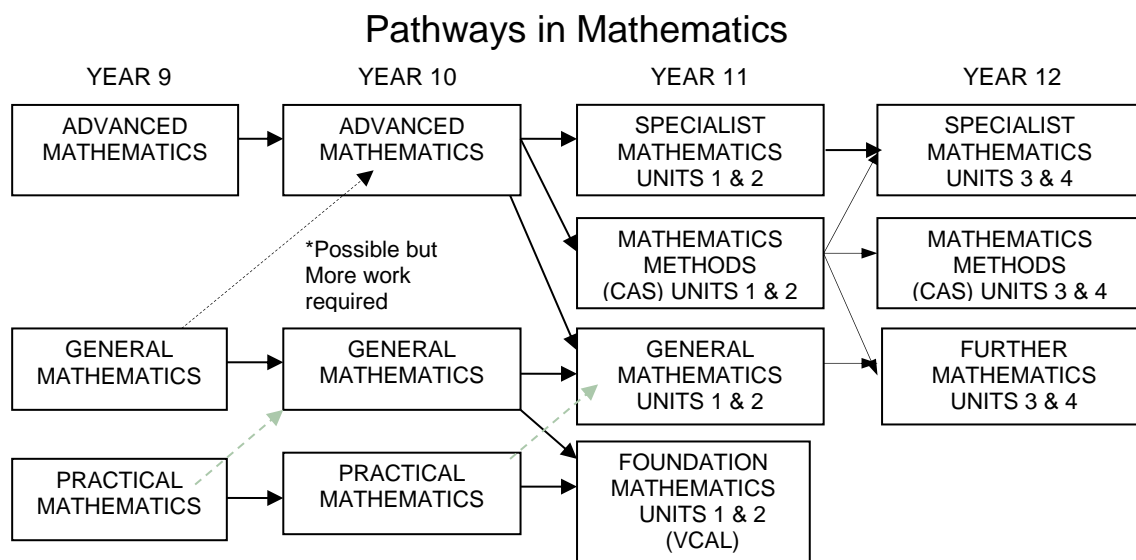 Pathways in Mathematics
YEAR 9
YEAR 10
YEAR 11
YEAR 12
ADVANCED
MATHEMATICS
ADVANCED
MATHEMATICS
SPECIALIST
MATHEMATICS
UNITS 1 & 2
SPECIALIST
MATHEMATICS
UNITS 3 & 4
*Possible but
More work
required
MATHEMATICS
METHODS
(CAS) UNITS 1 & 2
MATHEMATICS
METHODS
(CAS) UNITS 3 & 4
GENERAL
MATHEMATICS
GENERAL
MATHEMATICS
GENERAL
MATHEMATICS
UNITS 1 & 2
FURTHER
MATHEMATICS
UNITS 3 & 4
PRACTICAL
MATHEMATICS
PRACTICAL
MATHEMATICS
FOUNDATION
MATHEMATICS
UNITS 1 & 2
(VCAL)